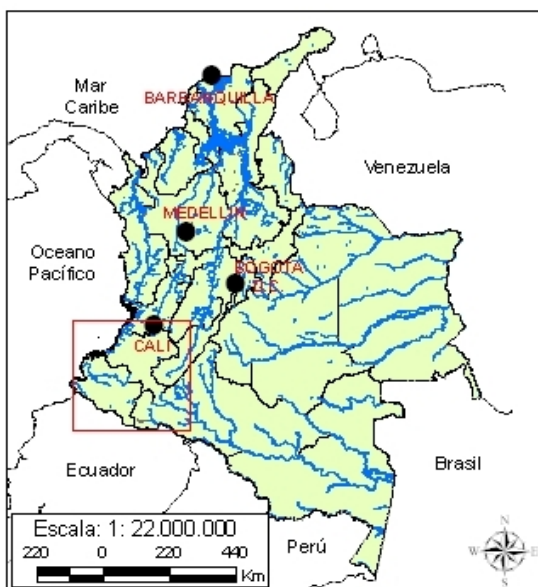 Mar
Caribe
BARRANQUILLA
Venezuela
MEDELLIN
Oceano
Pacífico
BOGOTA
D.C.
CALI
Ecuador
Brasil
Perú
Escala: 1: 22.000.000
220 0 220 440
Km
N
W E
S